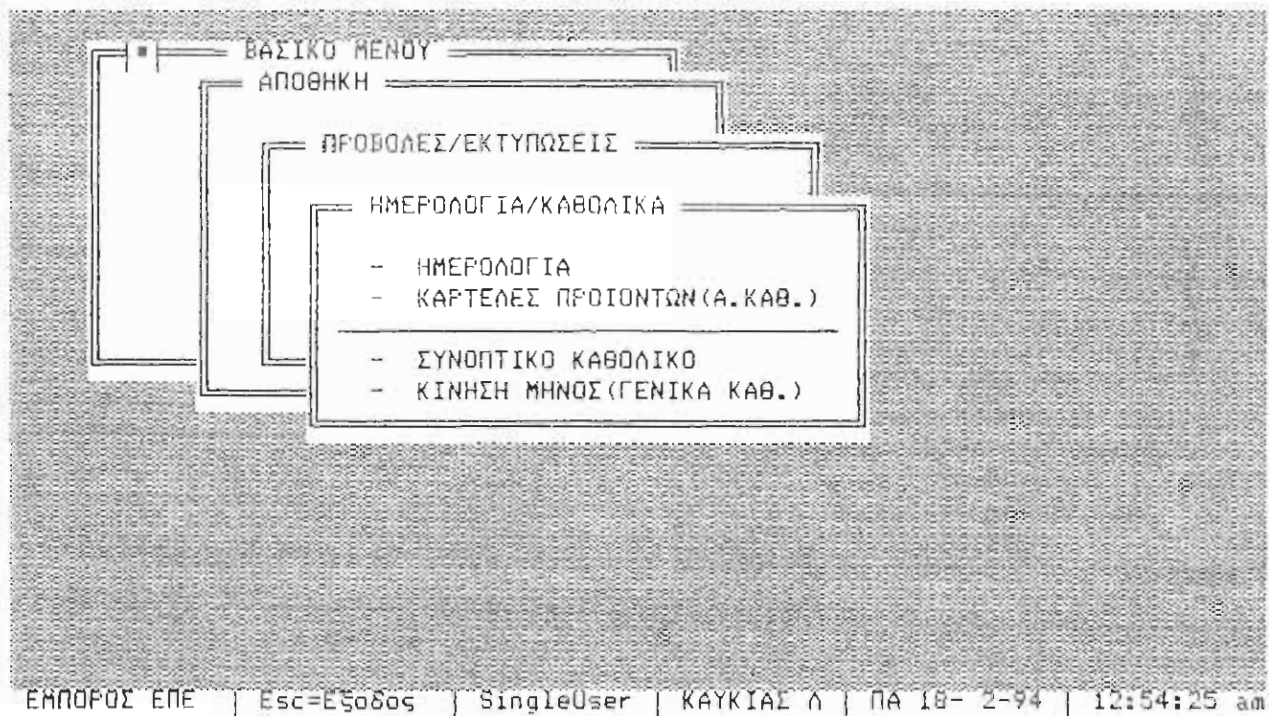 ΒΑΣΙΚΟ ΜΕΝΟΥ
ΑΠΟΘΗΚΗ
ΠΡΟΒΟΛΕΣ/ΕΚΤΥΠΩΣΕΙΣ
ΗΜΕΡΟΛΟΓΙΑ/ΚΑΘΟΛΙΚΑ
- ΗΜΕΡΟΛΟΓΙΑ
- ΚΑΡΤΕΛΕΣ ΠΡΟΙΟΝΤΩΝ(Α.ΚΑΘ.)
- ΣΥΝΟΠΤΙΚΟ ΚΑΘΟΛΙΚΟ
- ΚΙΝΗΣΗ ΜΗΝΟΣ(ΓΕΝΙΚΑ ΚΑΘ.)
ΕΜΠΟΡΟΣ ΕΠΕ | Esc=Εξοδος | SingleUser | ΚΑΥΚΙΑΣ Λ | ΠΑ 18- 2-94 | 12:54:25 am